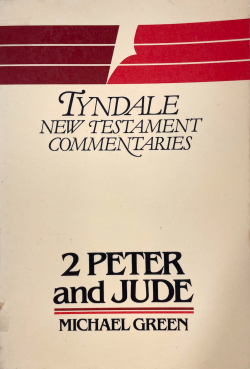 TYNDALE
NEW TESTAMENT
COMMENTARIES
2 PETER
and JUDE
MICHAEL GREEN